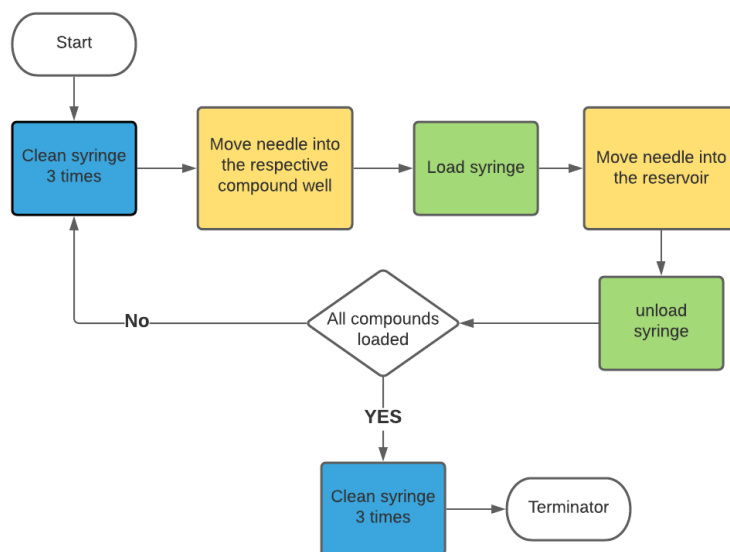 Start
Clean syringe
3 times
Move needle into
the respective
compound well
Load syringe
Move needle into
the reservoir
unload
syringe
All compounds
loaded
No
YES
Clean syringe
3 times
Terminator